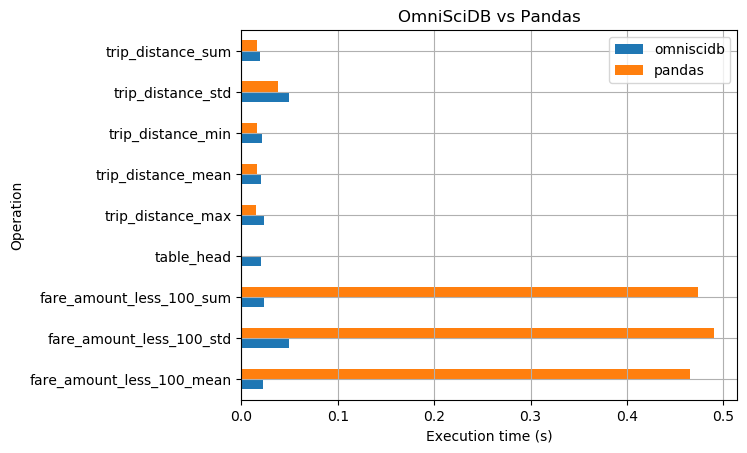 OmniSciDB vs Pandas
omniscidb
pandas
Operation
trip_distance_sum
trip_distance_std
trip_distance_min
trip_distance_mean
trip_distance_max
table_head
fare_amount_less_100_sum
fare_amount_less_100_std
fare_amount_less_100_mean
0.0 0.1 0.2 0.3 0.4 0.5
Execution time (s)